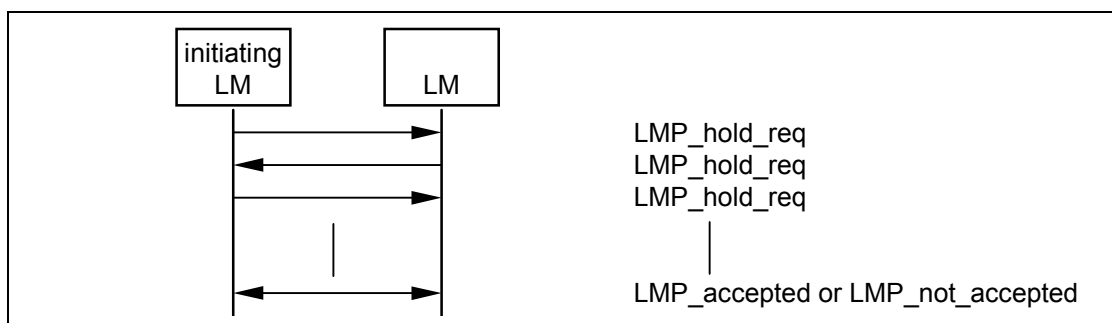 initiating
LM
LM
LMP_hold_req
LMP_hold_req
LMP_hold_req
LMP_accepted or LMP_not_accepted